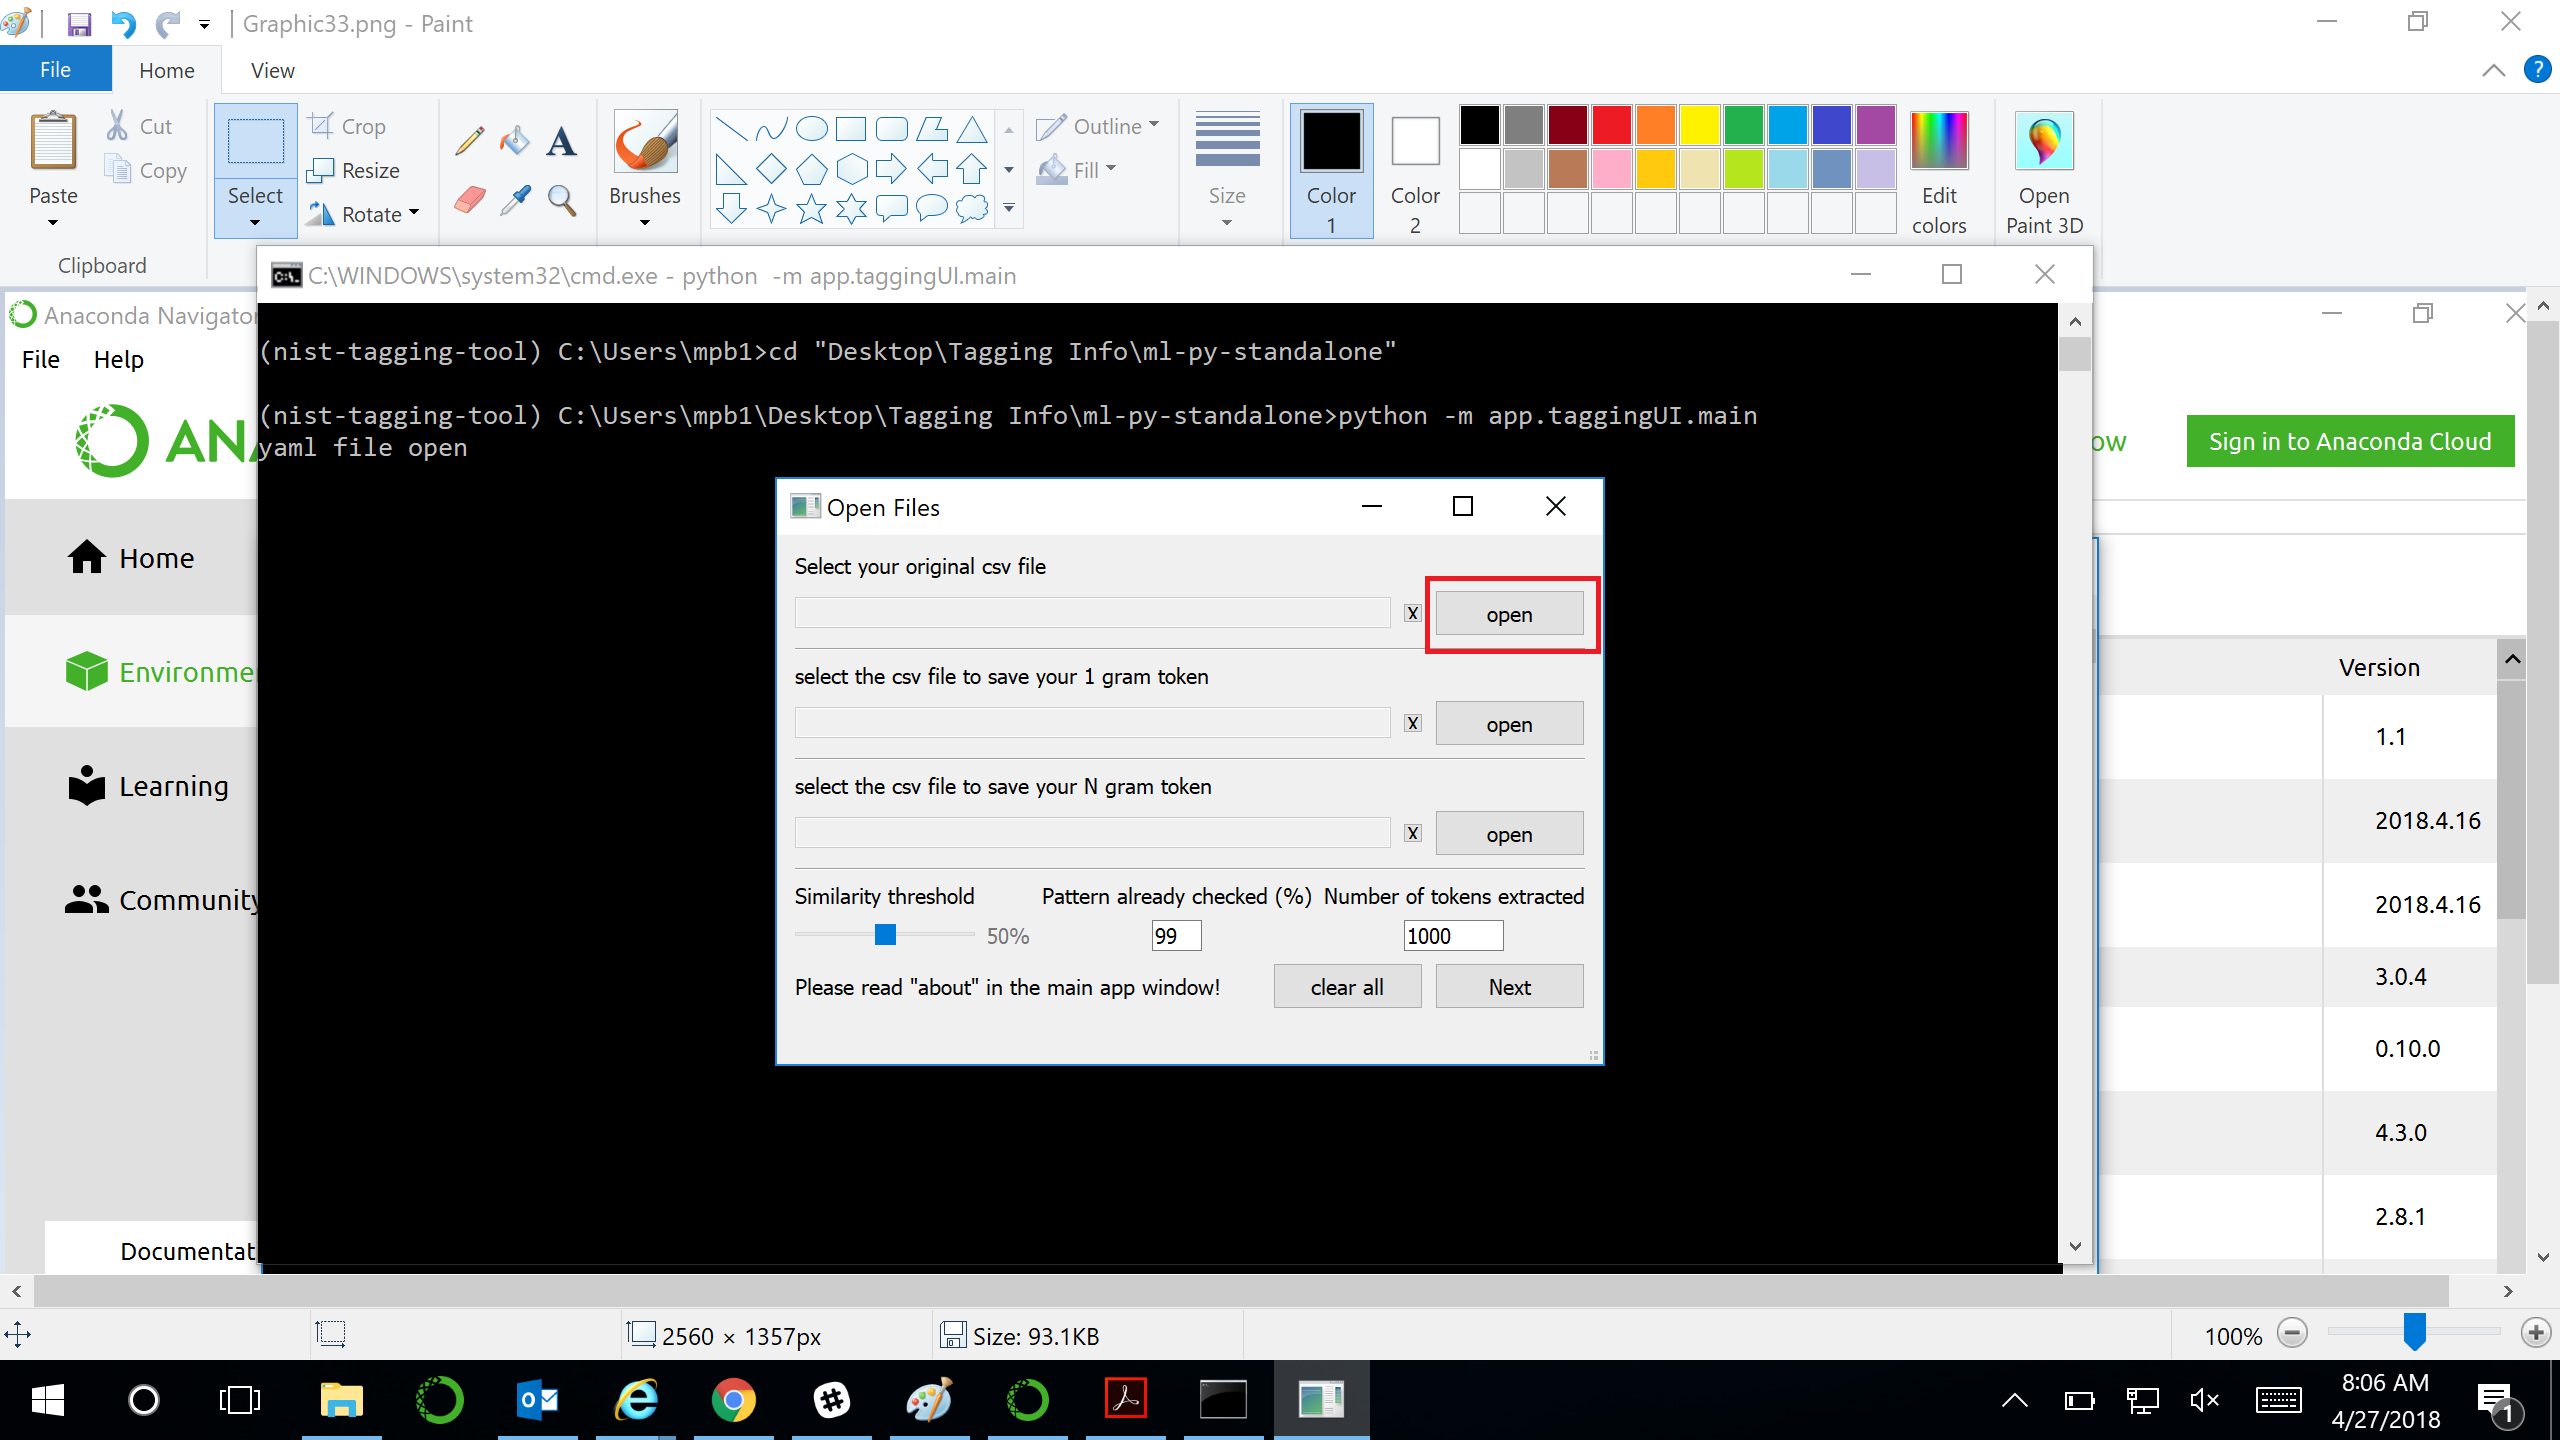 Graphic33.png - Paint
File
Home
View
Paste
Cut
Copy
Clipboard
Select
Crop
Resize
Rotate
A
Brushes
Outline
Fill
Size
Color
1
Color
2
Edit
colors
Open
Paint 3D
?
C:\WINDOWS\system32\cmd.exe - python  -m app.taggingUI.main
Anaconda Navigator
File
Help
(nist-tagging-tool) C:\Users\mpb1>cd "Desktop\Tagging Info\ml-py-standalone"
(nist-tagging-tool) C:\Users\mpb1\Desktop\Tagging Info\ml-py-standalone>python -m app.taggingUI.main
yaml file open
ow
Sign in to Anaconda Cloud
Home
Environme
Learning
Community
Documentat
Open Files
Select your original csv file
X
open
select the csv file to save your 1 gram token
X
open
select the csv file to save your N gram token
X
open
Similarity threshold
50%
Pattern already checked (%)
99
Number of tokens extracted
1000
Please read "about" in the main app window!
clear all
Next
Version
1.1
2018.4.16
2018.4.16
3.0.4
0.10.0
4.3.0
2.8.1
2560 × 1357px
Size: 93.1KB
100%
8:06 AM
4/27/2018
1